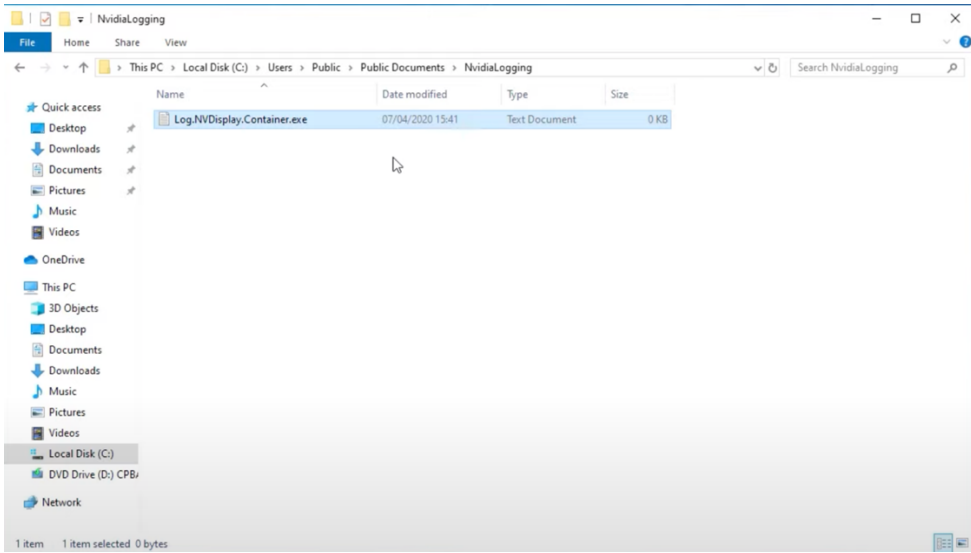 NvidiaLogging
File Home Share View
This PC > Local Disk (C:) > Users > Public > Public Documents > NvidiaLogging
Search NvidiaLogging
Name Date modified Type Size
Quick access
Log.NVDisplay.Container.exe 07/04/2020 15:41 Text Document 0 KB
Desktop
Downloads
Documents
Pictures
Music
Videos
OneDrive
This PC
3D Objects
Desktop
Documents
Downloads
Music
Pictures
Videos
Local Disk (C:)
DVD Drive (D:) CPBA
Network
1 item 1 item selected 0 bytes